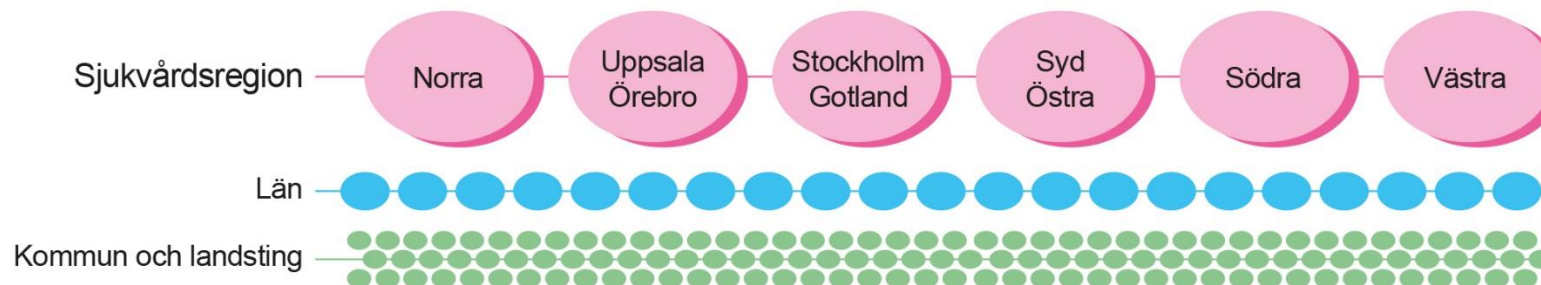 Sjukvårdsregion
Norra
Uppsala
Örebro
Stockholm
Gotland
Syd
Östra
Södra
Västra
Län
Kommun och landsting